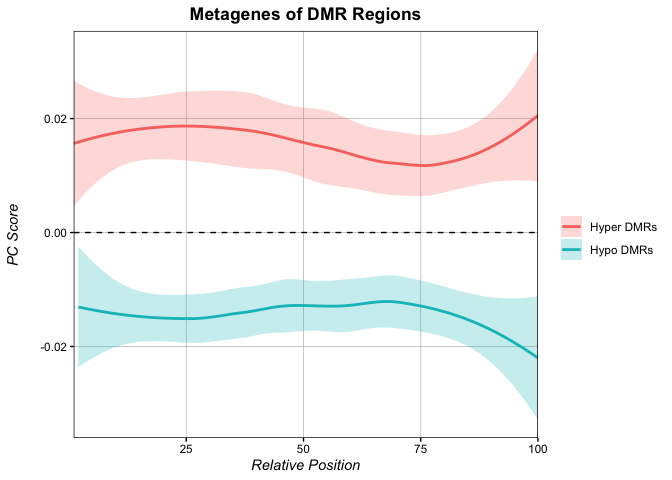 Metagenes of DMR Regions
PC Score
0.02
0.00
-0.02
25
50
75
100
Relative Position
Hyper DMRs
Hypo DMRs